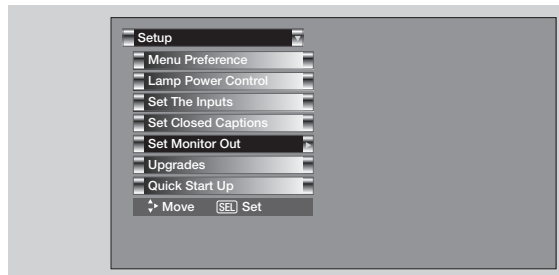 Setup
Menu Preference
Lamp Power Control
Set The Inputs
Set Closed Captions
Set Monitor Out
Upgrades
Quick Start Up
Move SEL Set